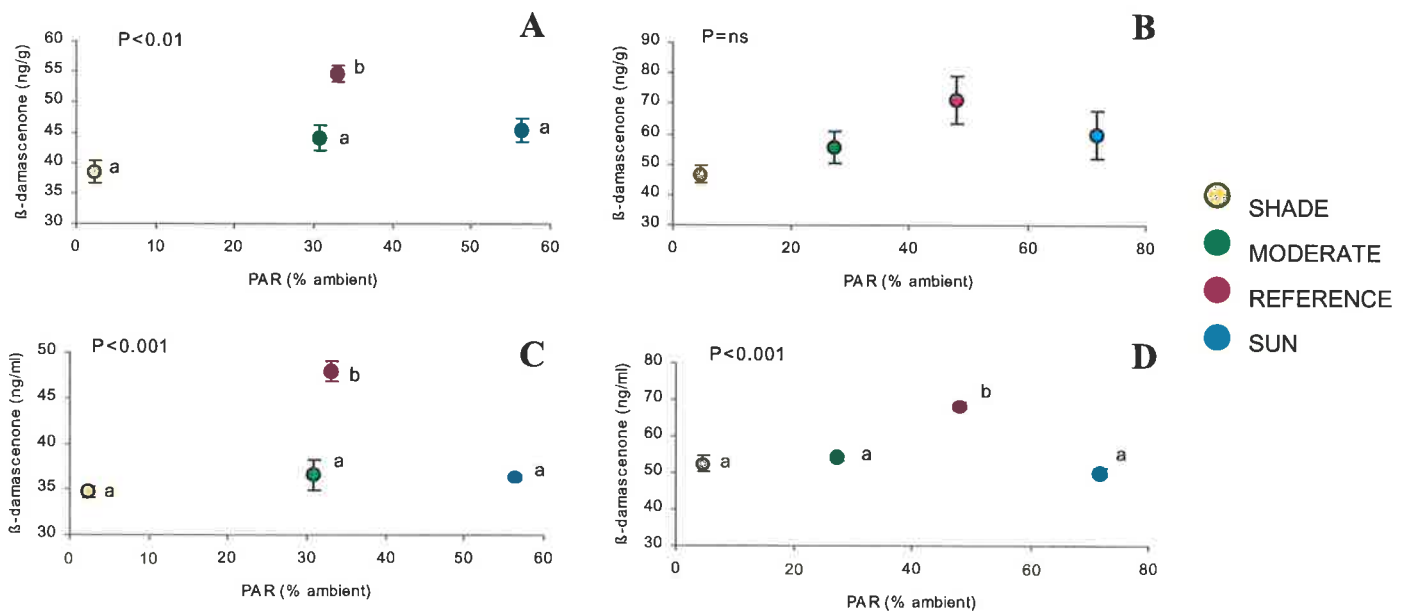 A
P<0.01
ß-damascenone (ng/g)
60
55
50
45
40
35
30
a
a
b
a
0 10 20 30 40 50 60
PAR (% ambient)
B
P=ns
ß-damascenone (ng/g)
90
80
70
60
50
40
30
0 20 40 60 80
PAR (% ambient)
SHADE
MODERATE
REFERENCE
SUN
C
P<0.001
ß-damascenone (ng/ml)
50
45
40
35
30
a
a
b
a
0 10 20 30 40 50 60
PAR (% ambient)
D
P<0.001
ß-damascenone (ng/ml)
80
70
60
50
40
30
a
a
b
a
0 20 40 60 80
PAR (% ambient)